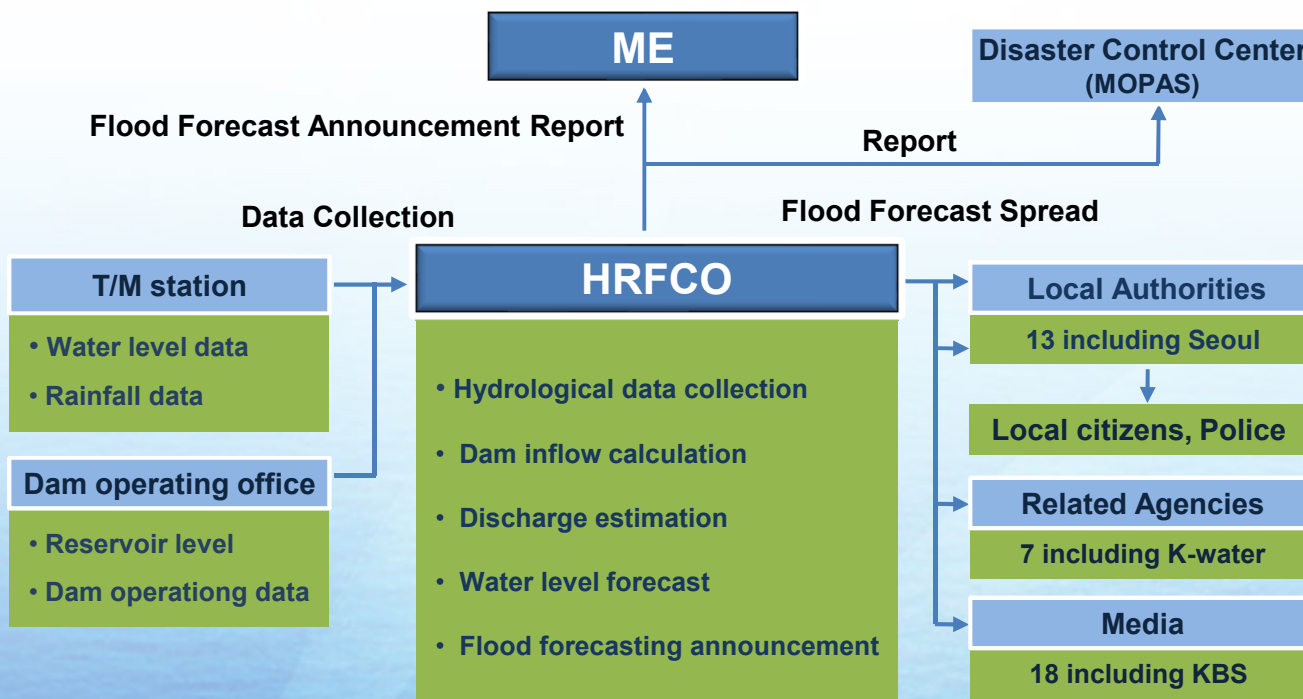 ME
Disaster Control Center
(MOPAS)
Flood Forecast Announcement Report
Report
Data Collection
Flood Forecast Spread
T/M station
• Water level data
• Rainfall data
Dam operating office
• Reservoir level
• Dam operationg data
HRFCO
• Hydrological data collection
• Dam inflow calculation
• Discharge estimation
• Water level forecast
• Flood forecasting announcement
Local Authorities
13 including Seoul
Local citizens, Police
Related Agencies
7 including K-water
Media
18 including KBS